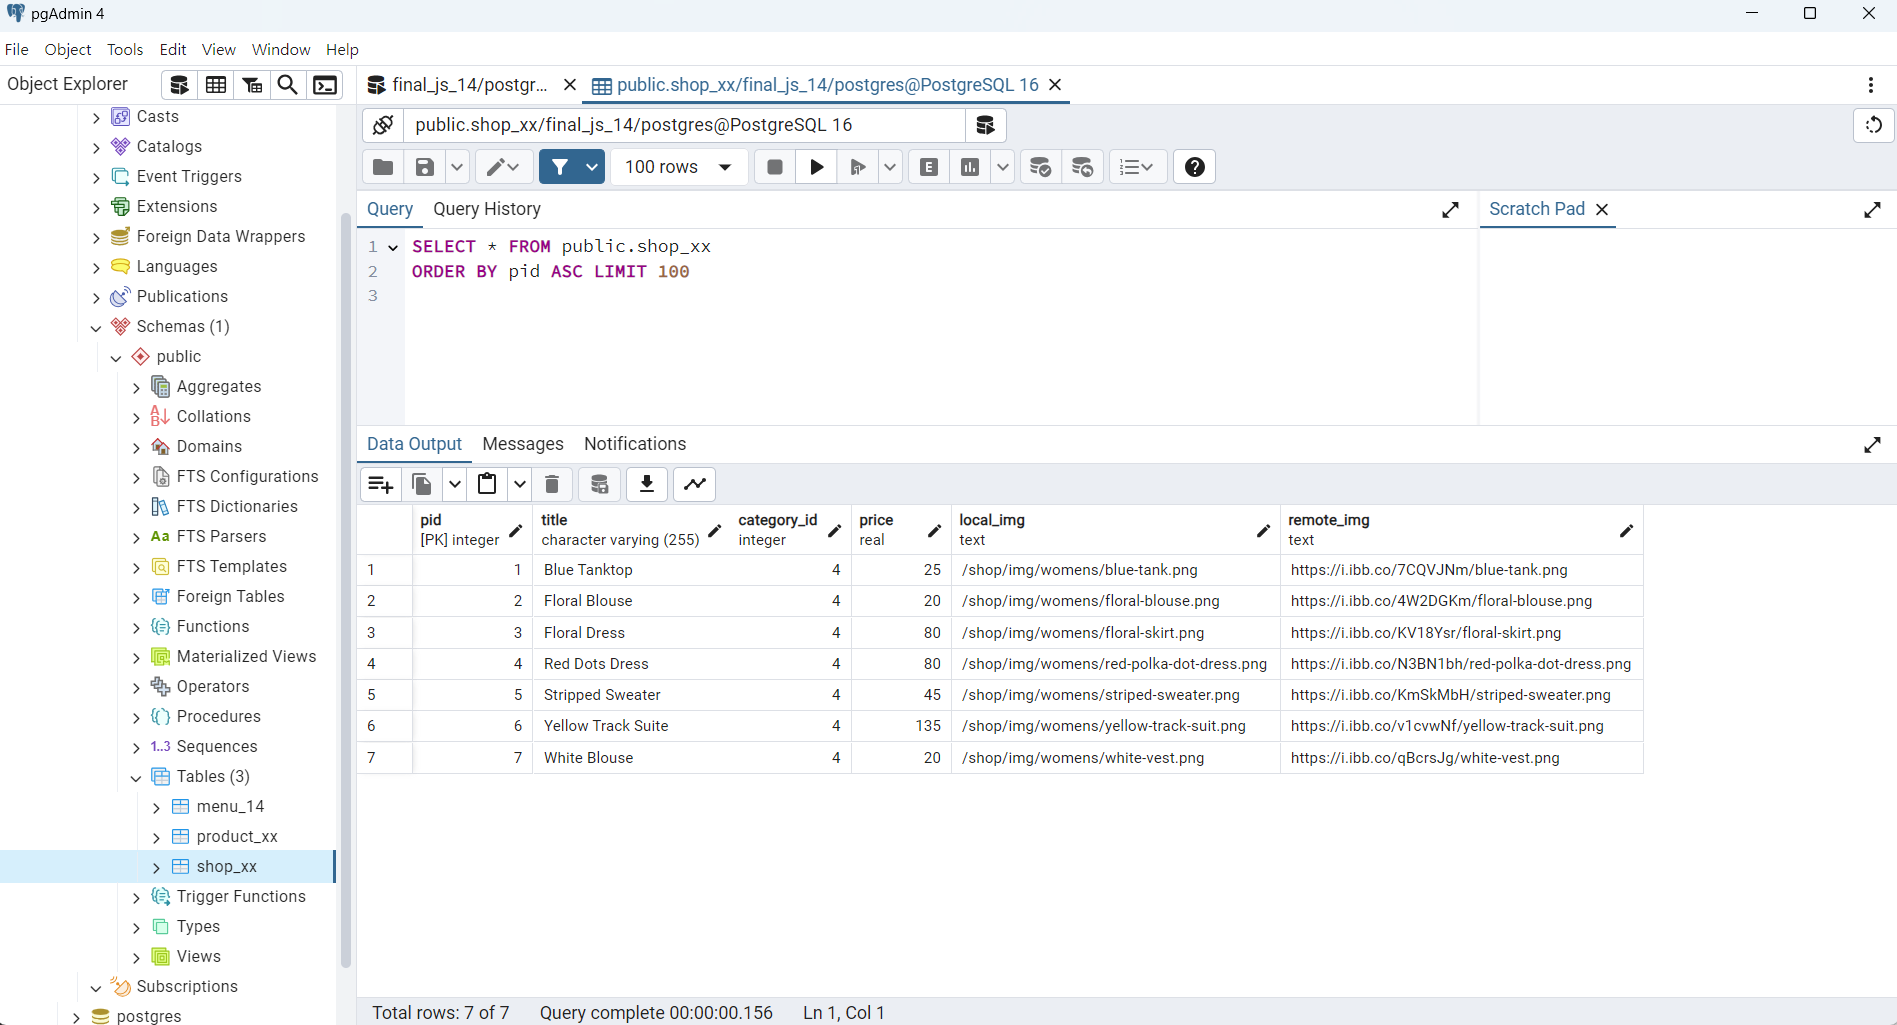 pgAdmin 4
File Object Tools Edit View Window Help
Object Explorer
final_js_14/postgr...
public.shop_xx/final_js_14/postgres@PostgreSQL 16
public.shop_xx/final_js_14/postgres@PostgreSQL 16
100 rows
E
Query Query History
Scratch Pad
1 SELECT * FROM public.shop_xx
2 ORDER BY pid ASC LIMIT 100
3
Casts
Catalogs
Event Triggers
Extensions
Foreign Data Wrappers
Languages
Publications
Schemas (1)
public
Aggregates
Collations
Domains
FTS Configurations
FTS Dictionaries
Aa FTS Parsers
FTS Templates
Foreign Tables
Functions
Materialized Views
Operators
Procedures
1..3 Sequences
Tables (3)
menu_14
product_xx
shop_xx
Trigger Functions
Types
Views
Subscriptions
postgres
Data Output Messages Notifications
pid title category_id price local_img remote_img
[PK] integer character varying (255) integer real text text
1 1 Blue Tanktop 4 25 /shop/img/womens/blue-tank.png https://i.ibb.co/7CQVJNm/blue-tank.png
2 2 Floral Blouse 4 20 /shop/img/womens/floral-blouse.png https://i.ibb.co/4W2DGKm/floral-blouse.png
3 3 Floral Dress 4 80 /shop/img/womens/floral-skirt.png https://i.ibb.co/KV18Ysr/floral-skirt.png
4 4 Red Dots Dress 4 80 /shop/img/womens/red-polka-dot-dress.png https://i.ibb.co/N3BN1bh/red-polka-dot-dress.png
5 5 Stripped Sweater 4 45 /shop/img/womens/striped-sweater.png https://i.ibb.co/KmSkMbH/striped-sweater.png
6 6 Yellow Track Suite 4 135 /shop/img/womens/yellow-track-suit.png https://i.ibb.co/v1cvwNf/yellow-track-suit.png
7 7 White Blouse 4 20 /shop/img/womens/white-vest.png https://i.ibb.co/qBcrsJg/white-vest.png
Total rows: 7 of 7 Query complete 00:00:00.156 Ln 1, Col 1